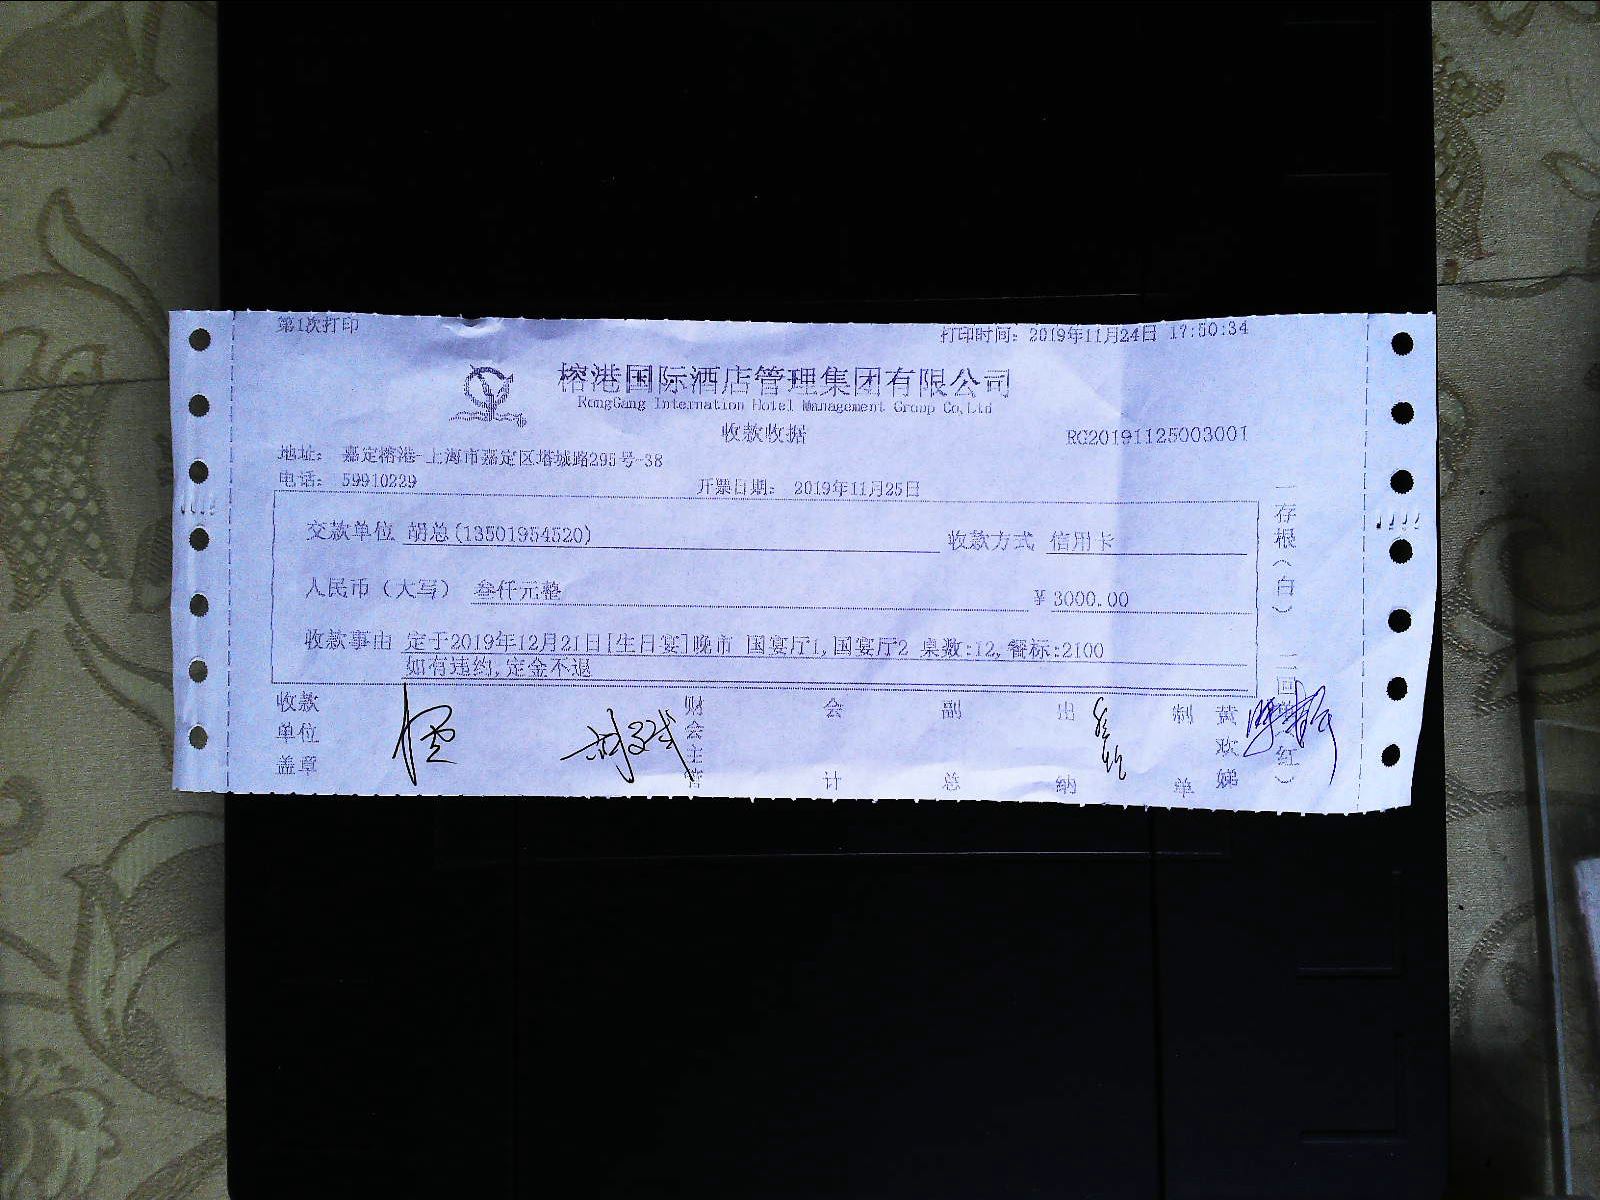 第1次打印
打印时间: 2019年11月24日 17:50:34
榕港国际酒店管理集团有限公司
RongGang Internation Hotel Management Group Co,Ltd
收款收据
RG20191125003001
地址: 嘉定榕港-上海市嘉定区塔城路295号-38
电话: 59910229
开票日期: 2019年11月25日
交款单位 胡总(13501954520)
收款方式 信用卡
人民币(大写) 叁仟元整
¥ 3000.00
收款事由 定于2019年12月21日[生日宴]晚市 国宴厅1,国宴厅2 桌数:12,餐标:2100
如有违约,定金不退
收款
单位
盖章
财会主管
会计
副总
出纳
制单
黄欢娣
一存根(白)
二回单(红)